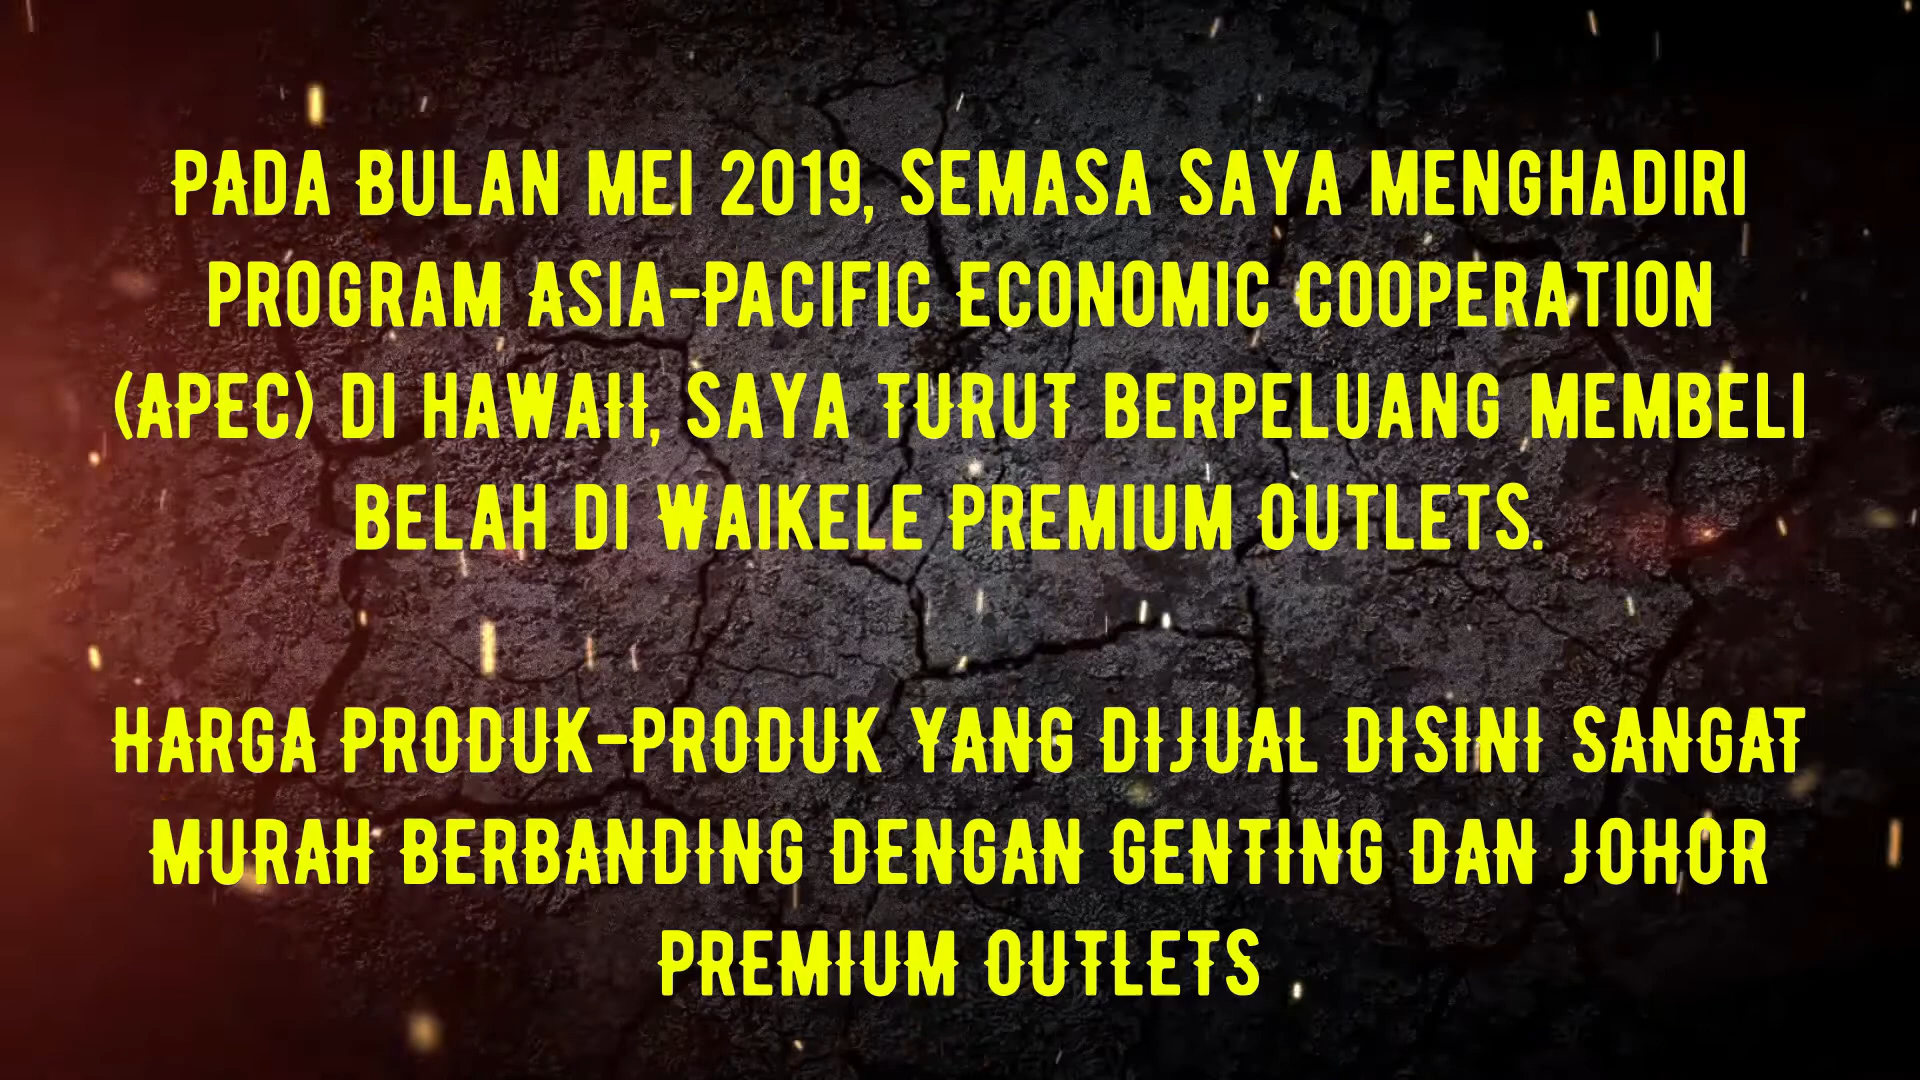 PADA BULAN MEI 2019, SEMASA SAYA MENGHADIRI
PROGRAM ASIA-PACIFIC ECONOMIC COOPERATION
(APEC) DI HAWAII, SAYA TURUT BERPELUANG MEMBELI
BELAH DI WAIKELE PREMIUM OUTLETS.
HARGA PRODUK-PRODUK YANG DIJUAL DISINI SANGAT
MURAH BERBANDING DENGAN GENTING DAN JOHOR
PREMIUM OUTLETS .